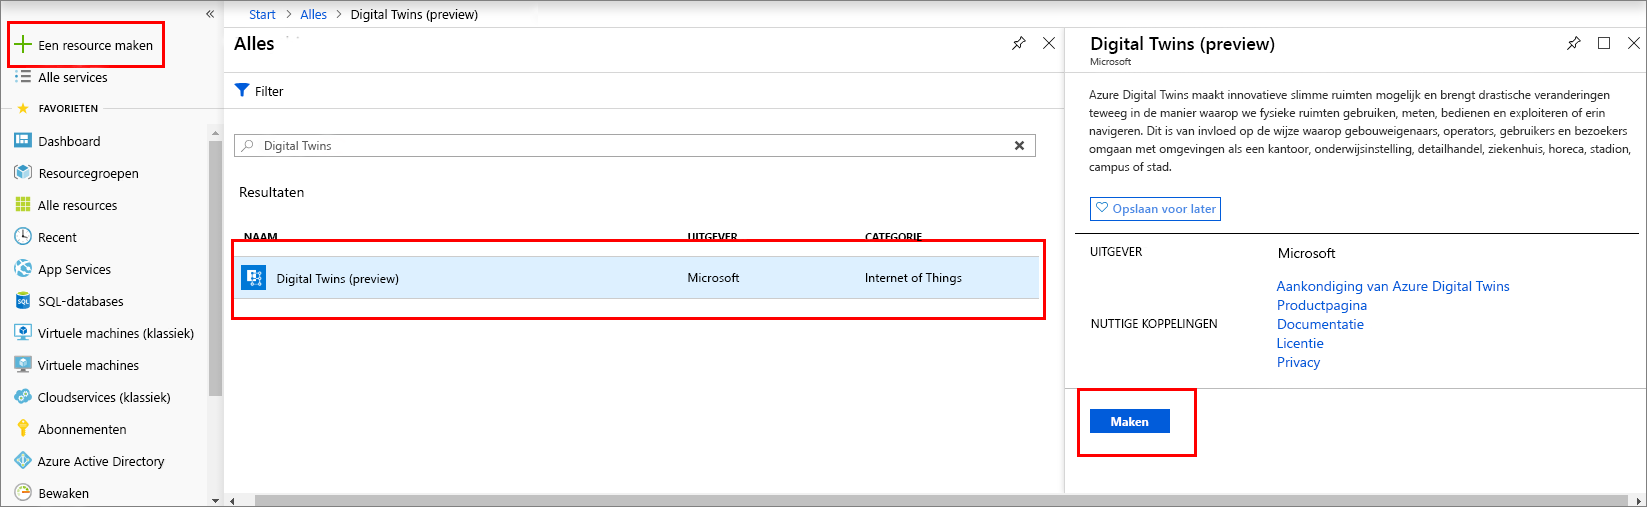 «
Een resource maken
Alle services
FAVORIETEN
Dashboard
Resourcegroepen
Alle resources
Recent
App Services
SQL-databases
Virtuele machines (klassiek)
Virtuele machines
Cloudservices (klassiek)
Abonnementen
Azure Active Directory
Bewaken
Start > Alles > Digital Twins (preview)
Alles
Filter
Digital Twins
Resultaten
NAAM UITGEVER CATEGORIE
Digital Twins (preview) Microsoft Internet of Things
Digital Twins (preview)
Microsoft
Azure Digital Twins maakt innovatieve slimme ruimten mogelijk en brengt drastische veranderingen
teweeg in de manier waarop we fysieke ruimten gebruiken, meten, bedienen en exploiteren of erin
navigeren. Dit is van invloed op de wijze waarop gebouweigenaars, operators, gebruikers en bezoekers
omgaan met omgevingen als een kantoor, onderwijsinstelling, detailhandel, ziekenhuis, horeca, stadion,
campus of stad.
Opslaan voor later
UITGEVER Microsoft
NUTTIGE KOPPELINGEN
Aankondiging van Azure Digital Twins
Productpagina
Documentatie
Licentie
Privacy
Maken